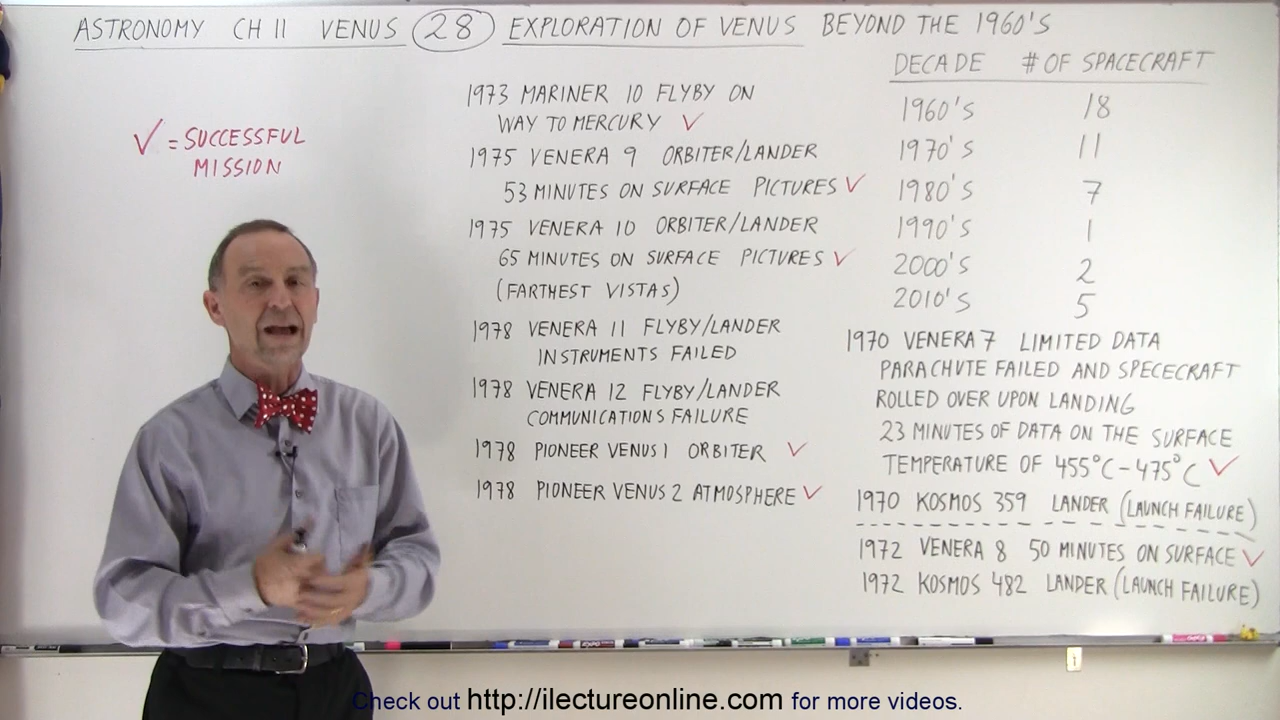 ASTRONOMY CH 11 VENUS 28 EXPLORATION OF VENUS BEYOND THE 1960'S
✓ = SUCCESSFUL
MISSION
1973 MARINER 10 FLYBY ON
WAY TO MERCURY ✓
1975 VENERA 9 ORBITER/LANDER
53 MINUTES ON SURFACE PICTURES ✓
1975 VENERA 10 ORBITER/LANDER
65 MINUTES ON SURFACE PICTURES ✓
(FARTHEST VISTAS)
1978 VENERA 11 FLYBY/LANDER
INSTRUMENTS FAILED
1978 VENERA 12 FLYBY/LANDER
COMMUNICATIONS FAILURE
1978 PIONEER VENUS 1 ORBITER ✓
1978 PIONEER VENUS 2 ATMOSPHERE ✓
DECADE # OF SPACECRAFT
1960'S 18
1970'S 11
1980'S 7
1990'S 1
2000'S 2
2010'S 5
1970 VENERA 7 LIMITED DATA
PARACHUTE FAILED AND SPECECRAFT
ROLLED OVER UPON LANDING
23 MINUTES OF DATA ON THE SURFACE
TEMPERATURE OF 455°C-475°C ✓
1970 KOSMOS 359 LANDER (LAUNCH FAILURE)
1972 VENERA 8 50 MINUTES ON SURFACE ✓
1972 KOSMOS 482 LANDER (LAUNCH FAILURE)
Check out http://ilectureonline.com for more videos.